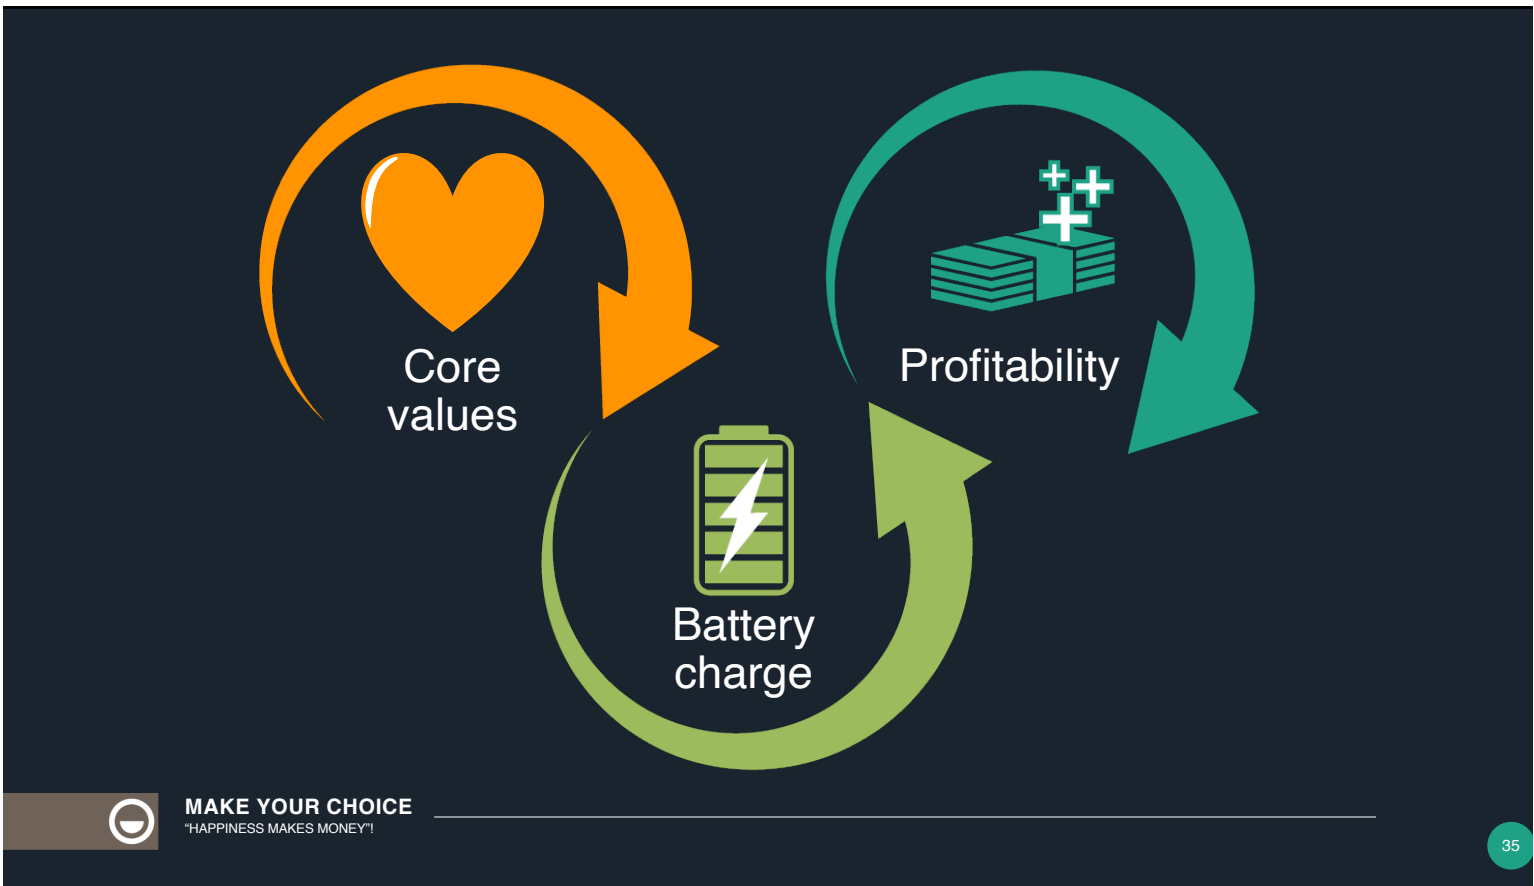 Core
values
Profitability
Battery
charge
MAKE YOUR CHOICE
“HAPPINESS MAKES MONEY”!
35